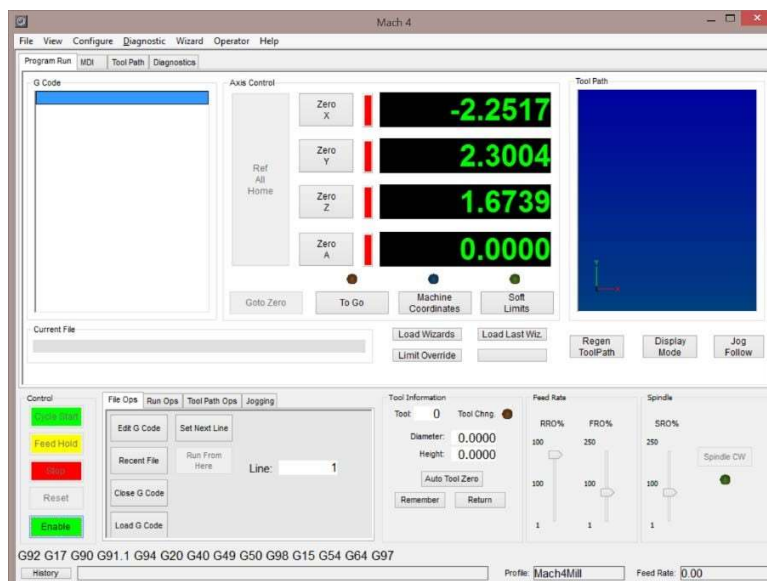 Mach 4
File View Configure Diagnostic Wizard Operator Help
Program Run MDI Tool Path Diagnostics
G Code
Axis Control
Tool Path
Ref
All
Home
Zero
X
-2.2517
Zero
Y
2.3004
Zero
Z
1.6739
Zero
A
0.0000
Goto Zero
To Go
Machine
Coordinates
Soft
Limits
Current File
Load Wizards
Load Last Wiz.
Limit Override
Regen
ToolPath
Display
Mode
Jog
Follow
Control
Cycle Start
Feed Hold
Stop
Reset
Enable
File Ops Run Ops Tool Path Ops Jogging
Edit G Code
Set Next Line
Recent File
Run From
Here
Line: 1
Close G Code
Load G Code
Tool Information
Tool: 0 Tool Chng.
Diameter: 0.0000
Height: 0.0000
Auto Tool Zero
Remember
Return
Feed Rate
RRO% FRO%
100 250
100 100
1 1
Spindle
SRO%
250
100
1
Spindle CW
G92 G17 G90 G91.1 G94 G20 G40 G49 G50 G98 G15 G54 G64 G97
History
Profile: Mach4Mill
Feed Rate: 0.00